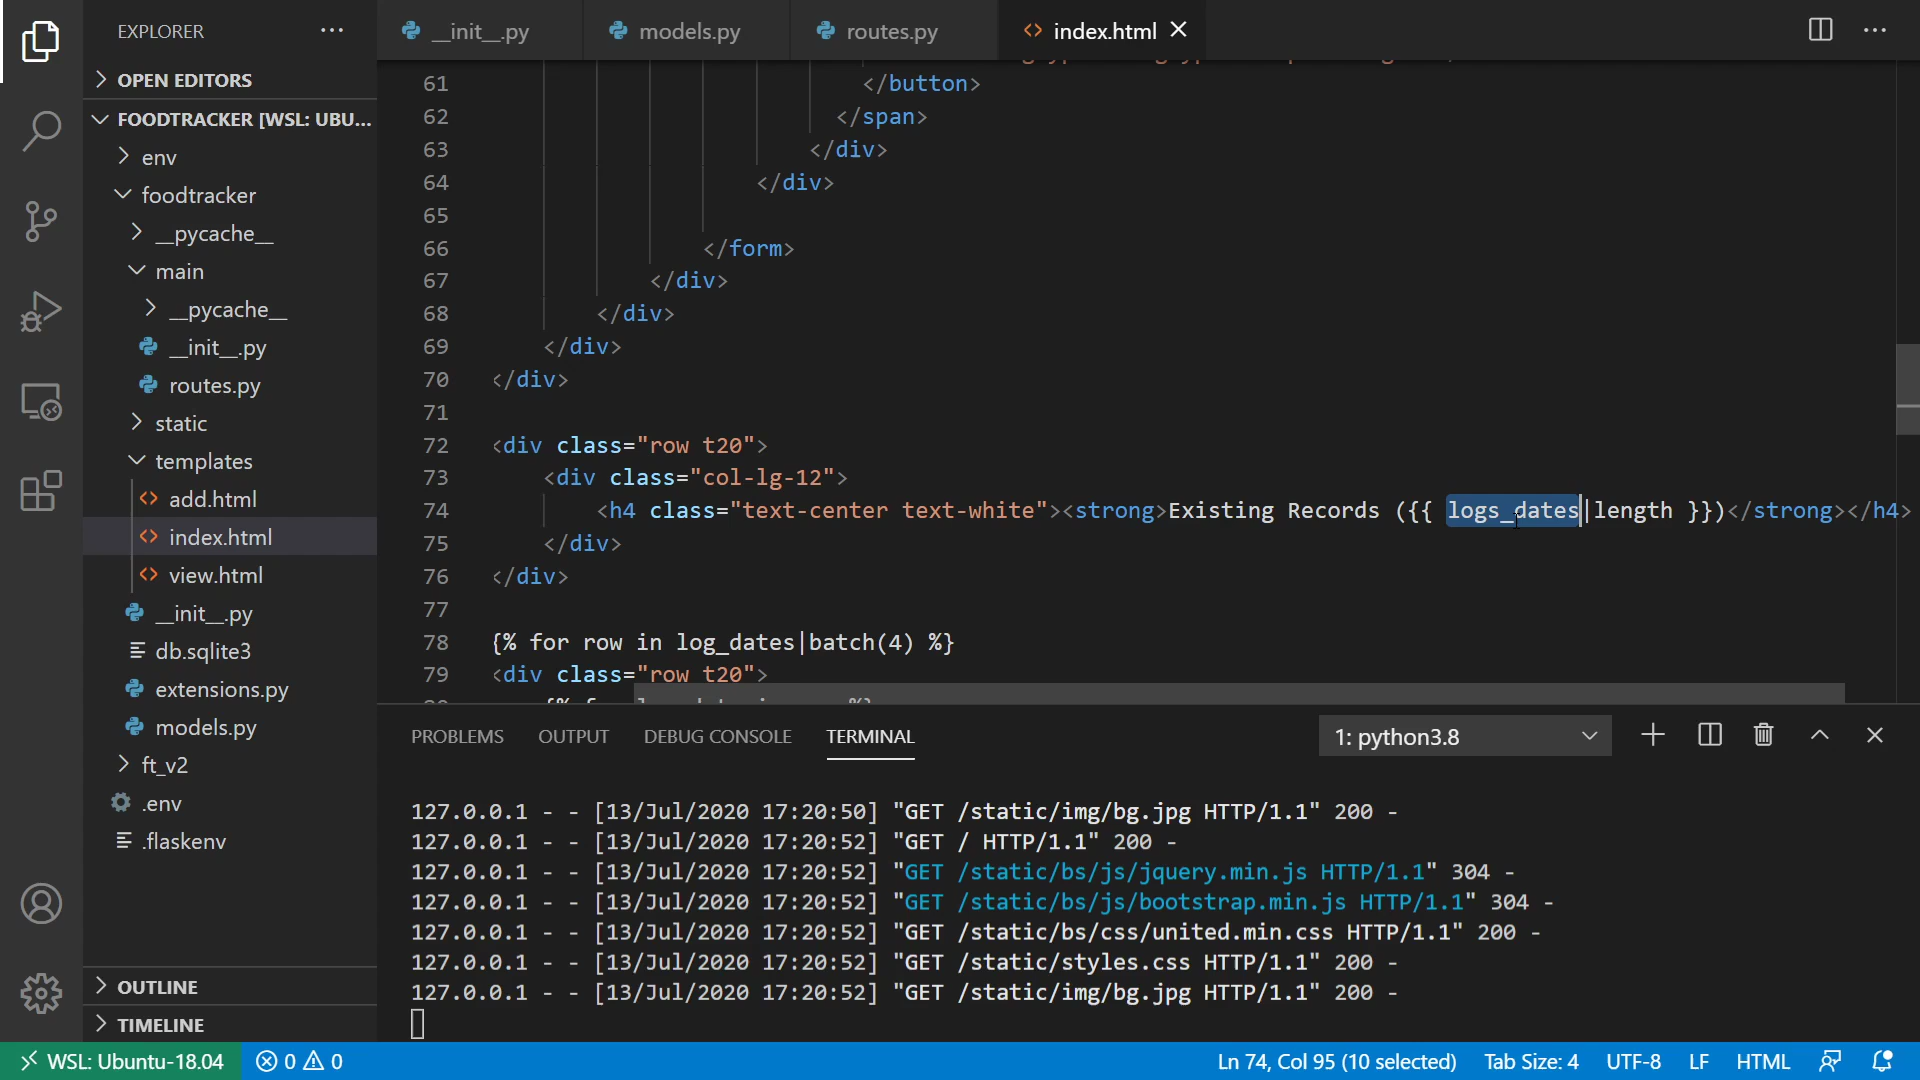 EXPLORER
OPEN EDITORS
FOODTRACKER [WSL: UBU...
env
foodtracker
__pycache__
main
__pycache__
__init__.py
routes.py
static
templates
add.html
index.html
view.html
__init__.py
db.sqlite3
extensions.py
models.py
ft_v2
.env
.flaskenv
OUTLINE
TIMELINE
__init__.py models.py routes.py index.html
61 </button>
62 </span>
63 </div>
64 </div>
65
66 </form>
67 </div>
68 </div>
69 </div>
70 </div>
71
72 <div class="row t20">
73 <div class="col-lg-12">
74 <h4 class="text-center text-white"><strong>Existing Records ({{ logs_dates|length }})</strong></h4>
75 </div>
76 </div>
77
78 {% for row in log_dates|batch(4) %}
79 <div class="row t20">
PROBLEMS OUTPUT DEBUG CONSOLE TERMINAL 1: python3.8
127.0.0.1 - - [13/Jul/2020 17:20:50] "GET /static/img/bg.jpg HTTP/1.1" 200 -
127.0.0.1 - - [13/Jul/2020 17:20:52] "GET / HTTP/1.1" 200 -
127.0.0.1 - - [13/Jul/2020 17:20:52] "GET /static/bs/js/jquery.min.js HTTP/1.1" 304 -
127.0.0.1 - - [13/Jul/2020 17:20:52] "GET /static/bs/js/bootstrap.min.js HTTP/1.1" 304 -
127.0.0.1 - - [13/Jul/2020 17:20:52] "GET /static/bs/css/united.min.css HTTP/1.1" 200 -
127.0.0.1 - - [13/Jul/2020 17:20:52] "GET /static/styles.css HTTP/1.1" 200 -
127.0.0.1 - - [13/Jul/2020 17:20:52] "GET /static/img/bg.jpg HTTP/1.1" 200 -
WSL: Ubuntu-18.04 0 0 Ln 74, Col 95 (10 selected) Tab Size: 4 UTF-8 LF HTML